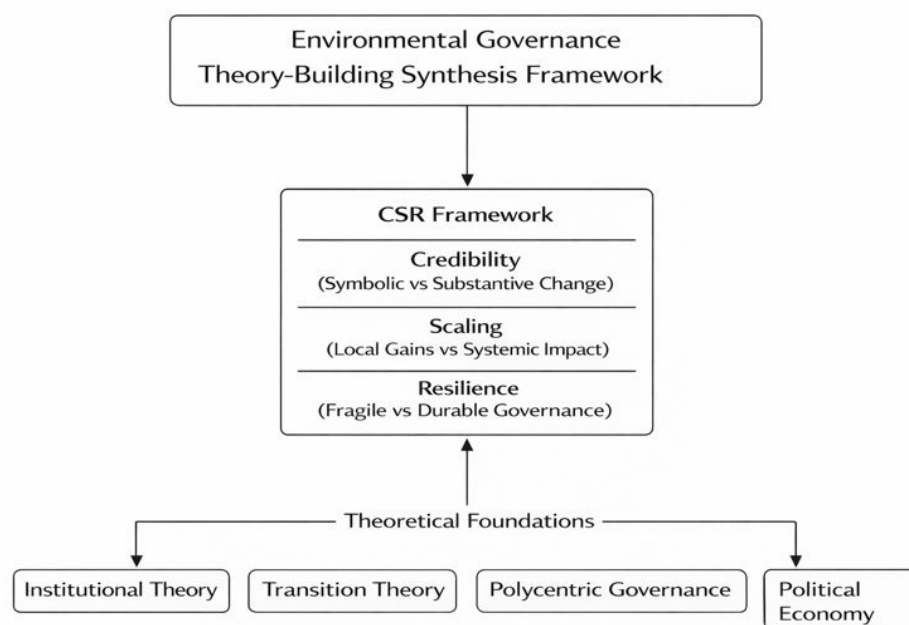 Environmental Governance
Theory-Building Synthesis Framework
CSR Framework
Credibility
(Symbolic vs Substantive Change)
Scaling
(Local Gains vs Systemic Impact)
Resilience
(Fragile vs Durable Governance)
Theoretical Foundations
Institutional Theory
Transition Theory
Polycentric Governance
Political
Economy